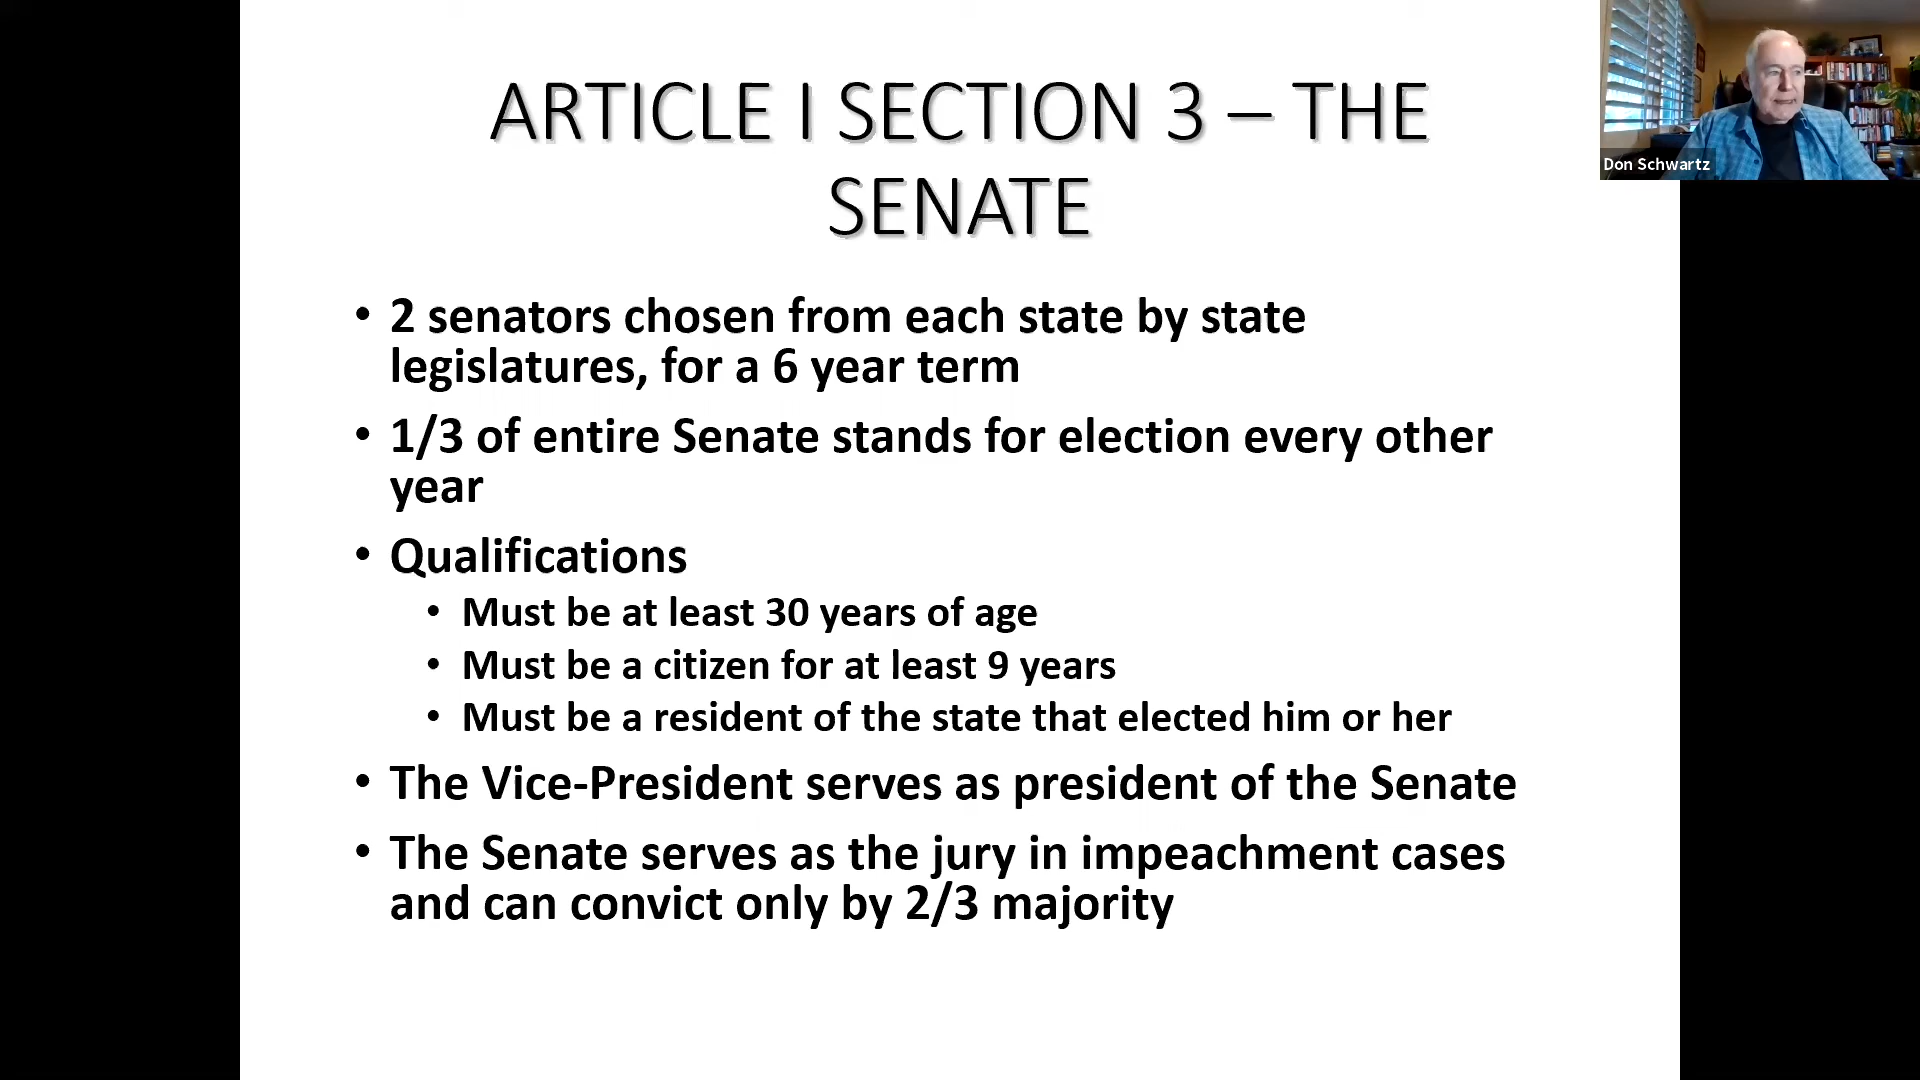 ARTICLE I SECTION 3 – THE
SENATE
• 2 senators chosen from each state by state
legislatures, for a 6 year term
• 1/3 of entire Senate stands for election every other
year
• Qualifications
• Must be at least 30 years of age
• Must be a citizen for at least 9 years
• Must be a resident of the state that elected him or her
• The Vice-President serves as president of the Senate
• The Senate serves as the jury in impeachment cases
and can convict only by 2/3 majority
Don Schwartz